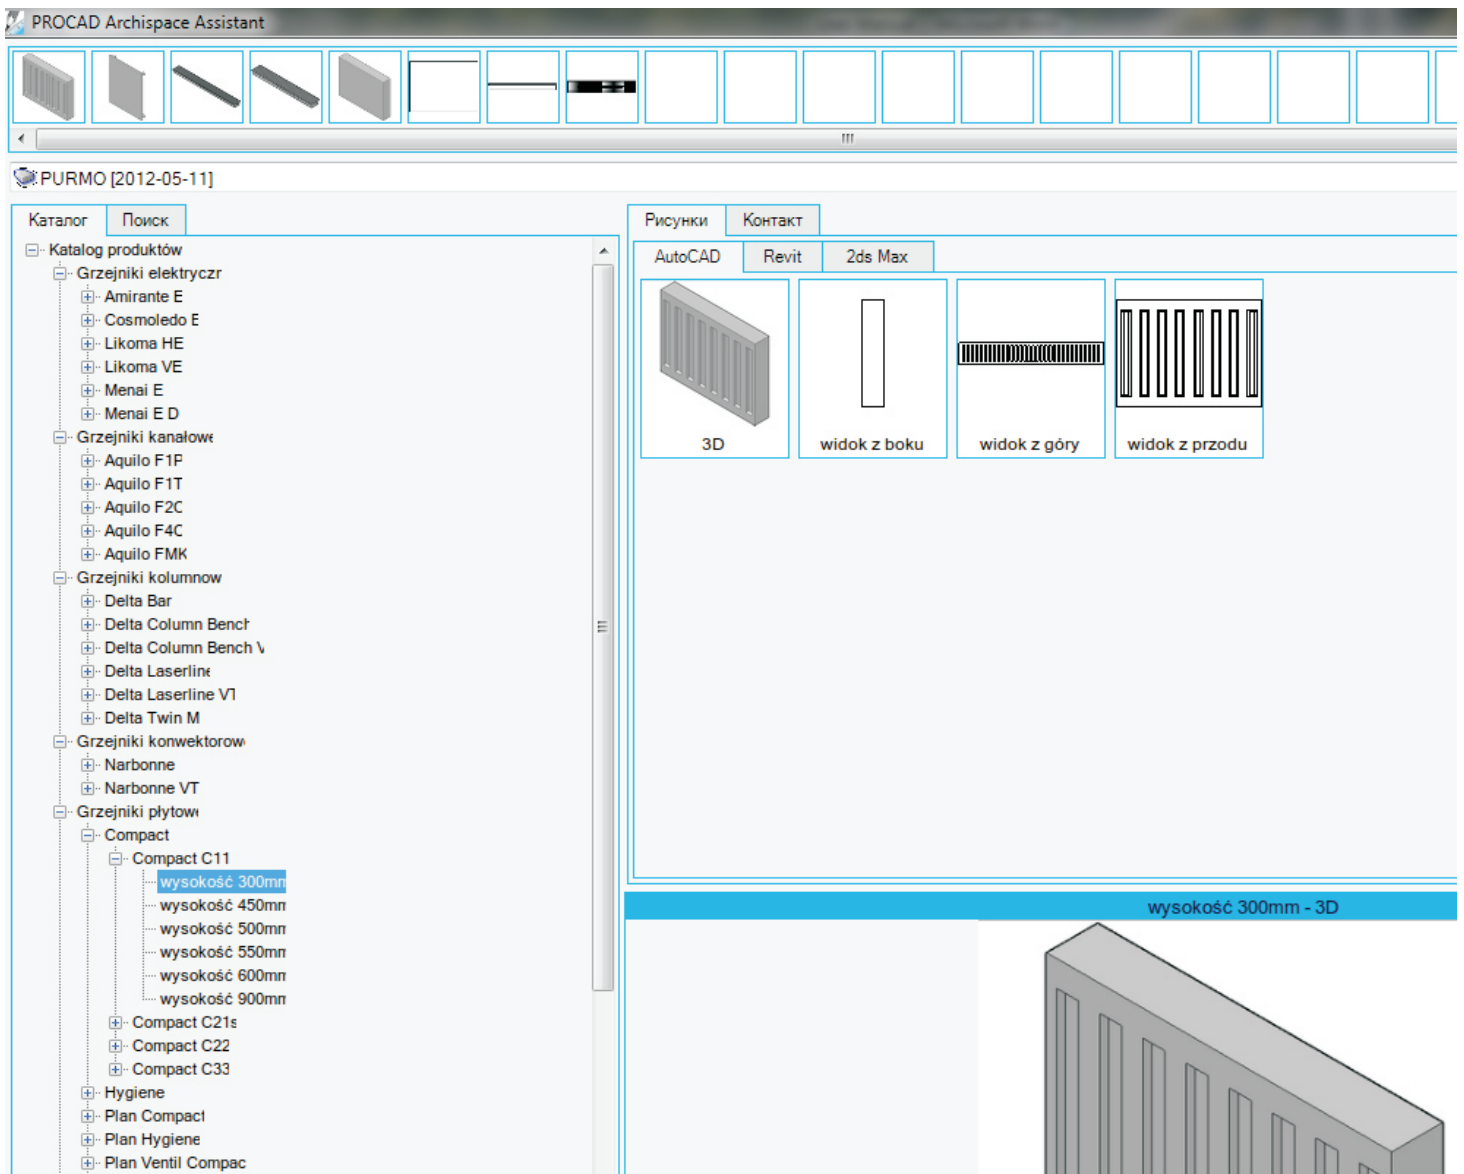 PROCAD Archispace Assistant
PURMO [2012-05-11]
Каталог
Поиск
Katalog produktów
Grzejniki elektryczr
Amirante E
Cosmoledo E
Likoma HE
Likoma VE
Menai E
Menai E D
Grzejniki kanałowe
Aquilo F1P
Aquilo F1T
Aquilo F2C
Aquilo F4C
Aquilo FMK
Grzejniki kolumnow
Delta Bar
Delta Column Bench
Delta Column Bench V
Delta Laserline
Delta Laserline VT
Delta Twin M
Grzejniki konwektorow
Narbonne
Narbonne VT
Grzejniki płytowe
Compact
Compact C11
wysokość 300mm
wysokość 450mm
wysokość 500mm
wysokość 550mm
wysokość 600mm
wysokość 900mm
Compact C21s
Compact C22
Compact C33
Hygiene
Plan Compact
Plan Hygiene
Plan Ventil Compac
Рисунки
Контакт
AutoCAD
Revit
2ds Max
3D
widok z boku
widok z góry
widok z przodu
wysokość 300mm - 3D